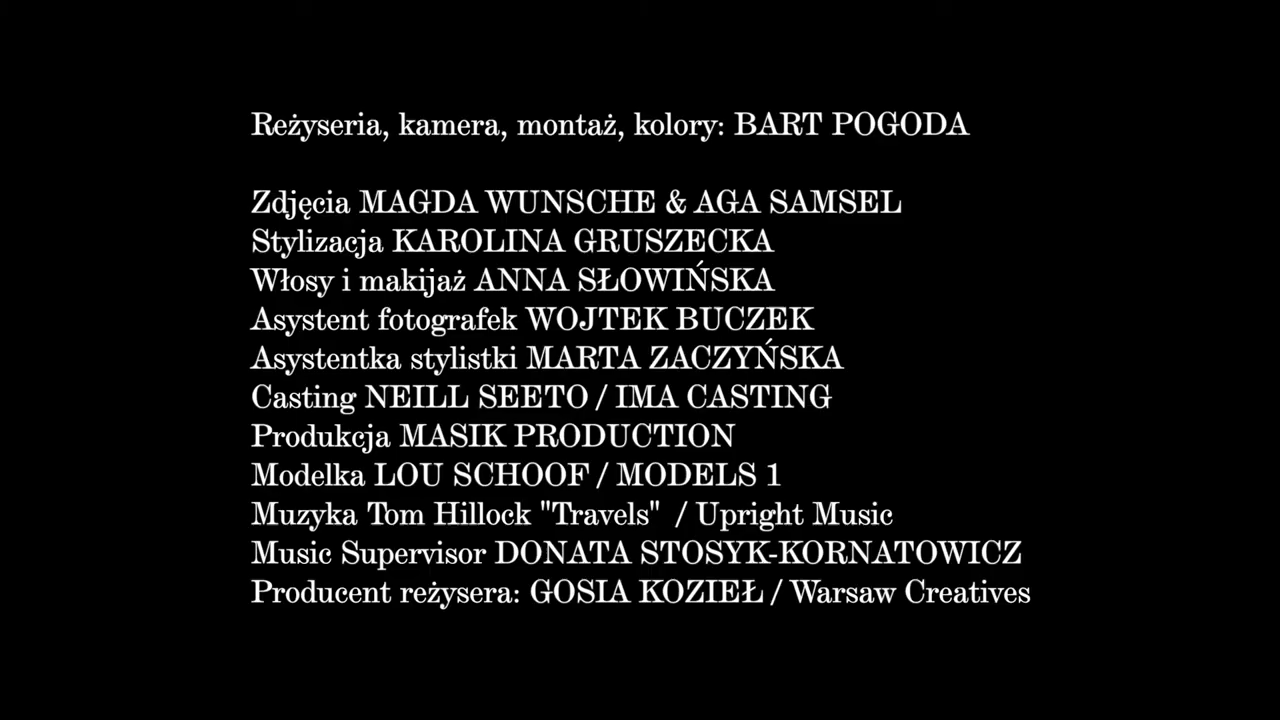 Reżyseria, kamera, montaż, kolory: BART POGODA
Zdjęcia MAGDA WUNSCHE & AGA SAMSEL
Stylizacja KAROLINA GRUSZECKA
Włosy i makijaż ANNA SŁOWIŃSKA
Asystent fotografek WOJTEK BUCZEK
Asystentka stylistki MARTA ZACZYŃSKA
Casting NEILL SEETO / IMA CASTING
Produkcja MASIK PRODUCTION
Modelka LOU SCHOOF / MODELS 1
Muzyka Tom Hillock "Travels" / Upright Music
Music Supervisor DONATA STOSYK-KORNATOWICZ
Producent reżysera: GOSIA KOZIEŁ / Warsaw Creatives